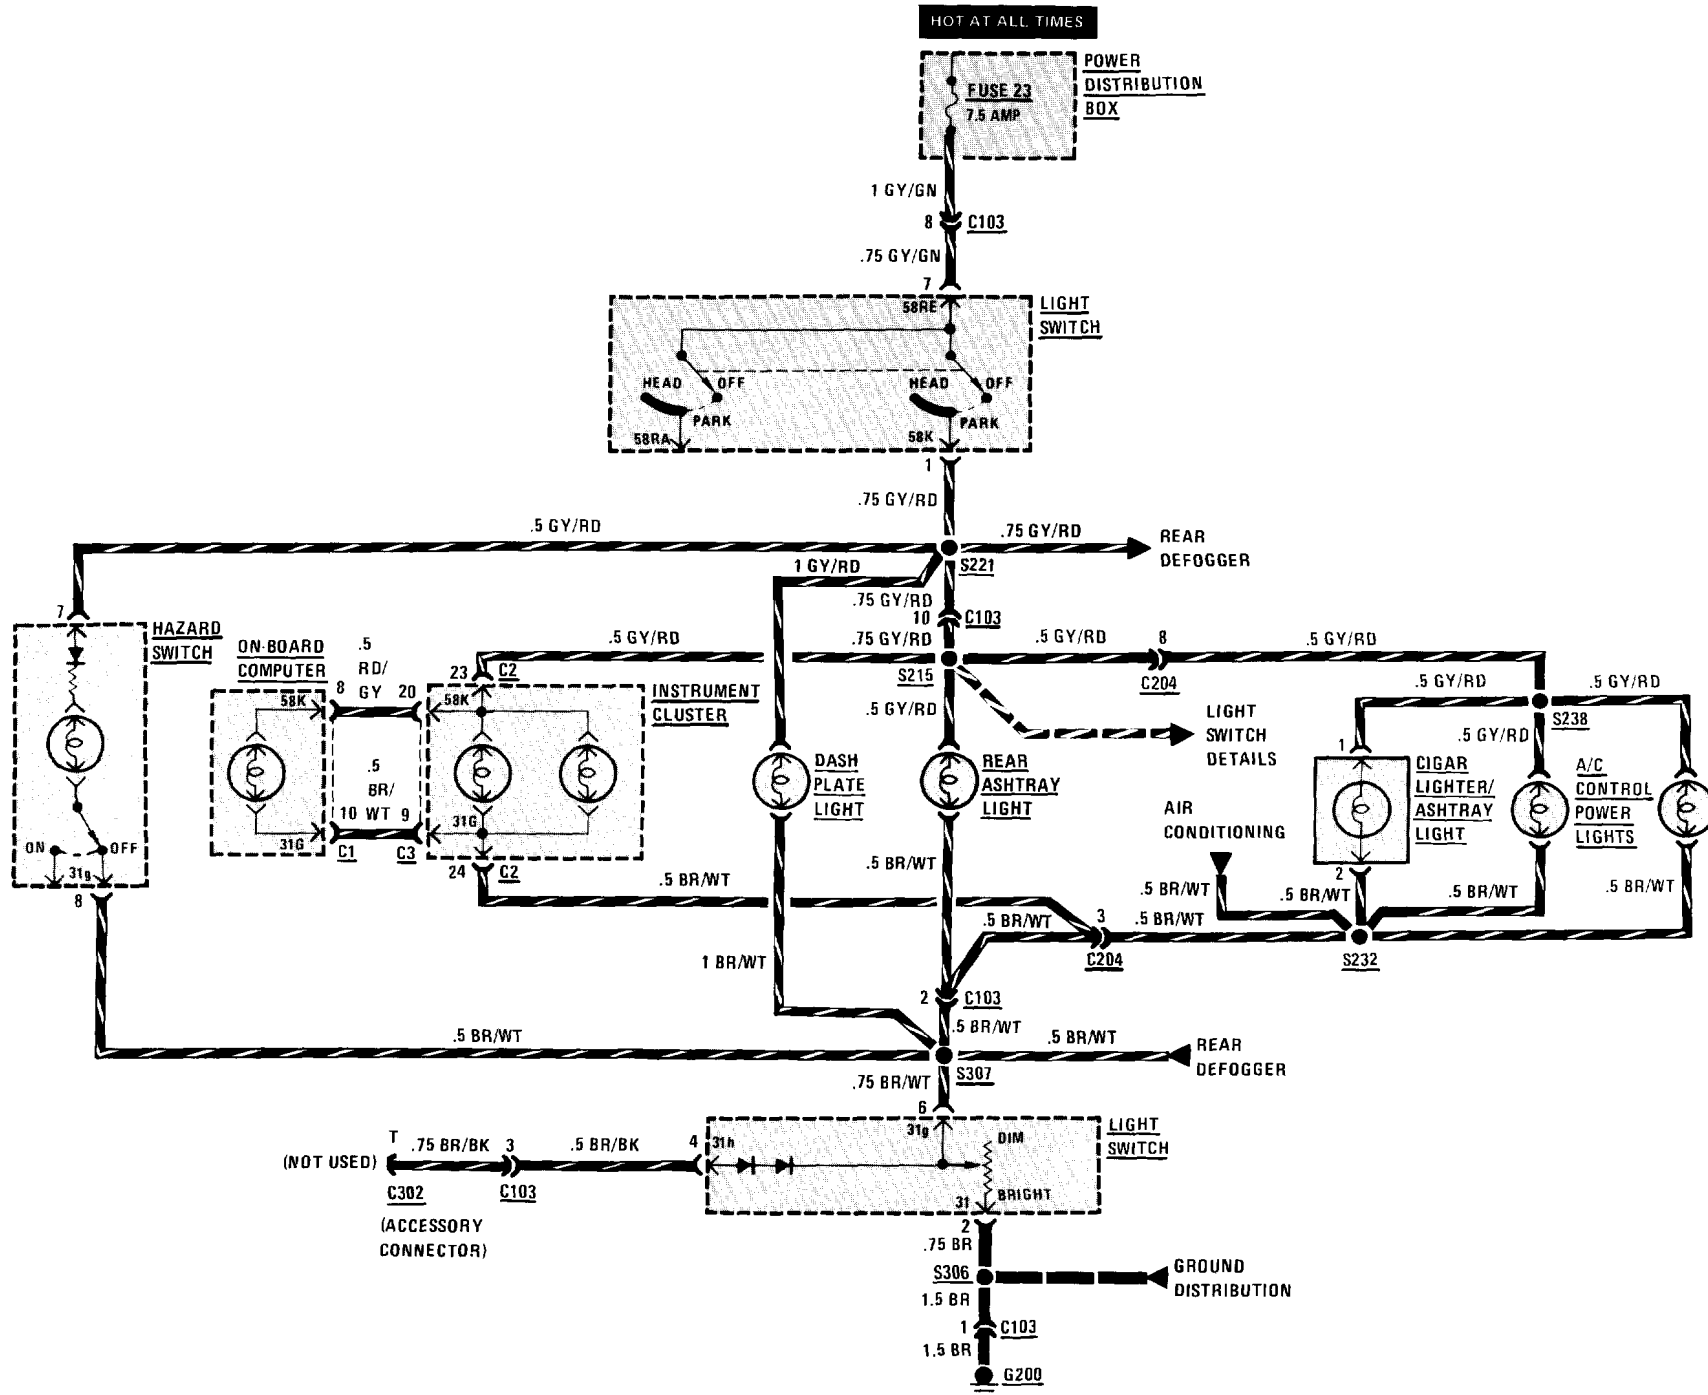 HOT AT ALL TIMES
POWER
DISTRIBUTION
BOX
FUSE 23
7.5 AMP
1 GY/GN
8
C103
.75 GY/GN
7
58RE
LIGHT
SWITCH
HEAD
OFF
PARK
58RA
HEAD
OFF
PARK
58K
1
.75 GY/RD
.5 GY/RD
.75 GY/RD
REAR
DEFOGGER
S221
1 GY/RD
.75 GY/RD
10
C103
7
HAZARD
SWITCH
ON-BOARD
COMPUTER
.5
RD/
GY
8
20
.5 GY/RD
.75 GY/RD
.5 GY/RD
8
.5 GY/RD
23
C2
S215
C204
58K
58K
INSTRUMENT
CLUSTER
.5 GY/RD
LIGHT
SWITCH
DETAILS
.5 GY/RD
.5 GY/RD
S238
.5 GY/RD
1
DASH
PLATE
LIGHT
REAR
ASHTRAY
LIGHT
CIGAR
LIGHTER/
ASHTRAY
LIGHT
A/C
CONTROL
POWER
LIGHTS
AIR
CONDITIONING
.5
BR/
WT
10
9
31G
31G
C1
C3
ON
OFF
31g
8
24
C2
.5 BR/WT
.5 BR/WT
2
.5 BR/WT
.5 BR/WT
.5 BR/WT
.5 BR/WT
.5 BR/WT
3
.5 BR/WT
C204
S232
1 BR/WT
2
C103
.5 BR/WT
.5 BR/WT
.5 BR/WT
REAR
DEFOGGER
S307
.75 BR/WT
6
31g
LIGHT
SWITCH
DIM
BRIGHT
31
T
(NOT USED)
.75 BR/BK
3
.5 BR/BK
4
31h
C302
C103
(ACCESSORY
CONNECTOR)
2
.75 BR
S306
GROUND
DISTRIBUTION
1.5 BR
1
C103
1.5 BR
G200